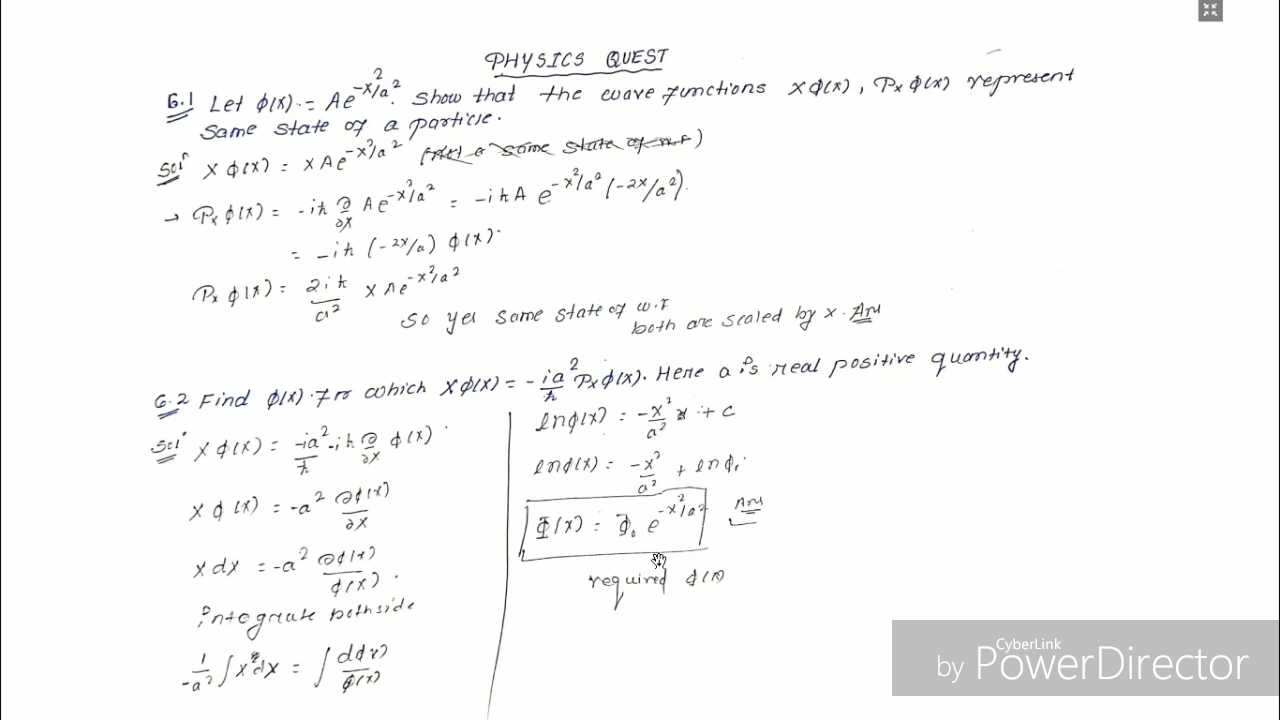 PHYSICS QUEST
6.1 Let ϕ(x) = Ae^{-x²/a²}. Show that the wave functions xϕ(x), Pxϕ(x) represent
same state of a particle.
Sol^n xϕ(x) = xAe^{-x²/a²}
→ Pxϕ(x) = -iħ ∂/∂x Ae^{-x²/a²} = -iħA e^{-x²/a²} (-2x/a²).
= -iħ (-2x/a) ϕ(x).
Pxϕ(x) = 2iħ/a² x Ae^{-x²/a²}
so yes same state of w.f
both are scaled by x. Ans
6.2 Find ϕ(x) for which xϕ(x) = -ia²/ħ Pxϕ(x). Here a is real positive quantity.
Sol^n xϕ(x) = -ia²/ħ -iħ ∂/∂x ϕ(x)
xϕ(x) = -a² ∂ϕ(x)/∂x
xdx = -a² ∂ϕ(x)/ϕ(x).
integrate bothside
1/-a² ∫ x dx = ∫ dϕ(x)/ϕ(x)
lnϕ(x) = -x²/a² + c
lnϕ(x) = -x²/a² + lnϕ₀
Φ(x) = Φ₀ e^{-x²/a²} Ans
required ϕ(x)
CyberLink
by PowerDirector